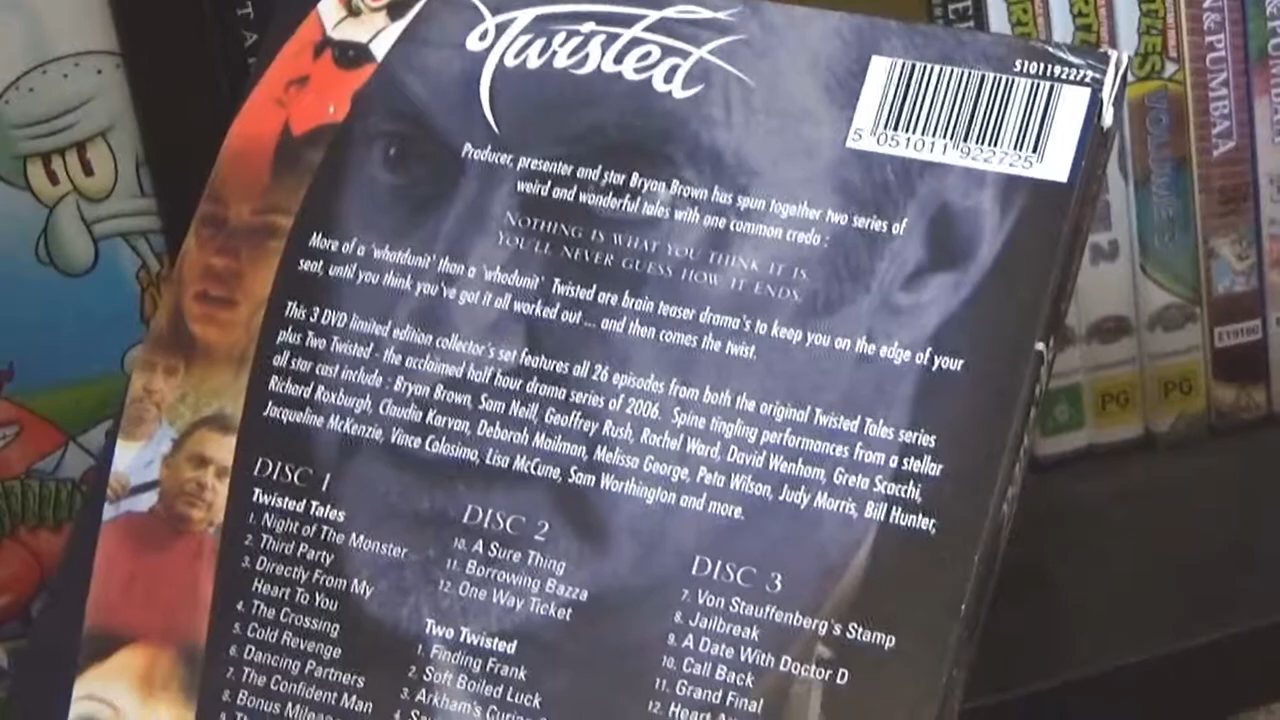 Twisted
S101192272
5 051011 922725
Producer, presenter and star Bryan Brown has spun together two series of
weird and wonderful tales with one common credo :
NOTHING IS WHAT YOU THINK IT IS.
YOU'LL NEVER GUESS HOW IT ENDS.
More of a 'whatdunit' than a 'whodunit' Twisted are brain teaser drama's to keep you on the edge of your
seat, until you think you've got it all worked out ... and then comes the twist.
This 3 DVD limited edition collector's set features all 26 episodes from both the original Twisted Tales series
plus Two Twisted - the acclaimed half hour drama series of 2006. Spine tingling performances from a stellar
all star cast include : Bryan Brown, Sam Neill, Geoffrey Rush, Rachel Ward, David Wenham, Greta Scacchi,
Richard Roxburgh, Claudia Karvan, Deborah Mailman, Melissa George, Peta Wilson, Judy Morris, Bill Hunter,
Jacqueline McKenzie, Vince Colosimo, Lisa McCune, Sam Worthington and more.
DISC 1
Twisted Tales
1. Night of The Monster
2. Third Party
3. Directly From My
Heart To You
4. The Crossing
5. Cold Revenge
6. Dancing Partners
7. The Confident Man
8. Bonus
DISC 2
10. A Sure Thing
11. Borrowing Bazza
12. One Way Ticket
Two Twisted
1. Finding Frank
2. Soft Boiled Luck
3. Arkham's
DISC 3
7. Von Stauffenberg's Stamp
8. Jailbreak
9. A Date With Doctor D
10. Call Back
11. Grand Final
12. Heart
N & PUMBAA
VOLUME
2
PG
PG